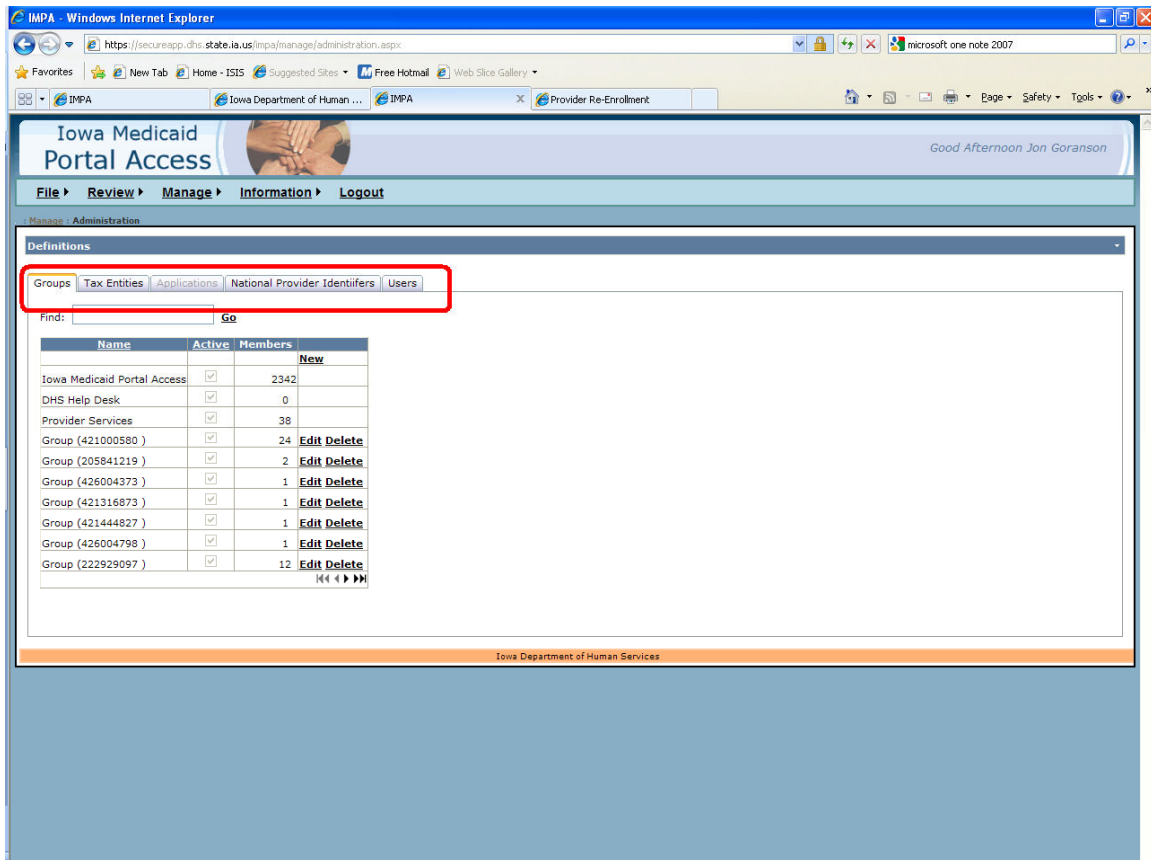 IMPA - Windows Internet Explorer
https://secureapp.dhs.state.ia.us/impa/manage/administration.aspx
microsoft one note 2007
Favorites New Tab Home - ISIS Suggested Sites Free Hotmail Web Slice Gallery
IMPA Iowa Department of Human ... IMPA X Provider Re-Enrollment Page Safety Tools
Iowa Medicaid
Portal Access
Good Afternoon Jon Goranson
File Review Manage Information Logout
: Manage : Administration
Definitions
Groups Tax Entities Applications National Provider Identiifers Users
Find: Go
Name Active Members
New
Iowa Medicaid Portal Access 2342
DHS Help Desk 0
Provider Services 38
Group (421000580 ) 24 Edit Delete
Group (205841219 ) 2 Edit Delete
Group (426004373 ) 1 Edit Delete
Group (421316873 ) 1 Edit Delete
Group (421444827 ) 1 Edit Delete
Group (426004798 ) 1 Edit Delete
Group (222929097 ) 12 Edit Delete
Iowa Department of Human Services